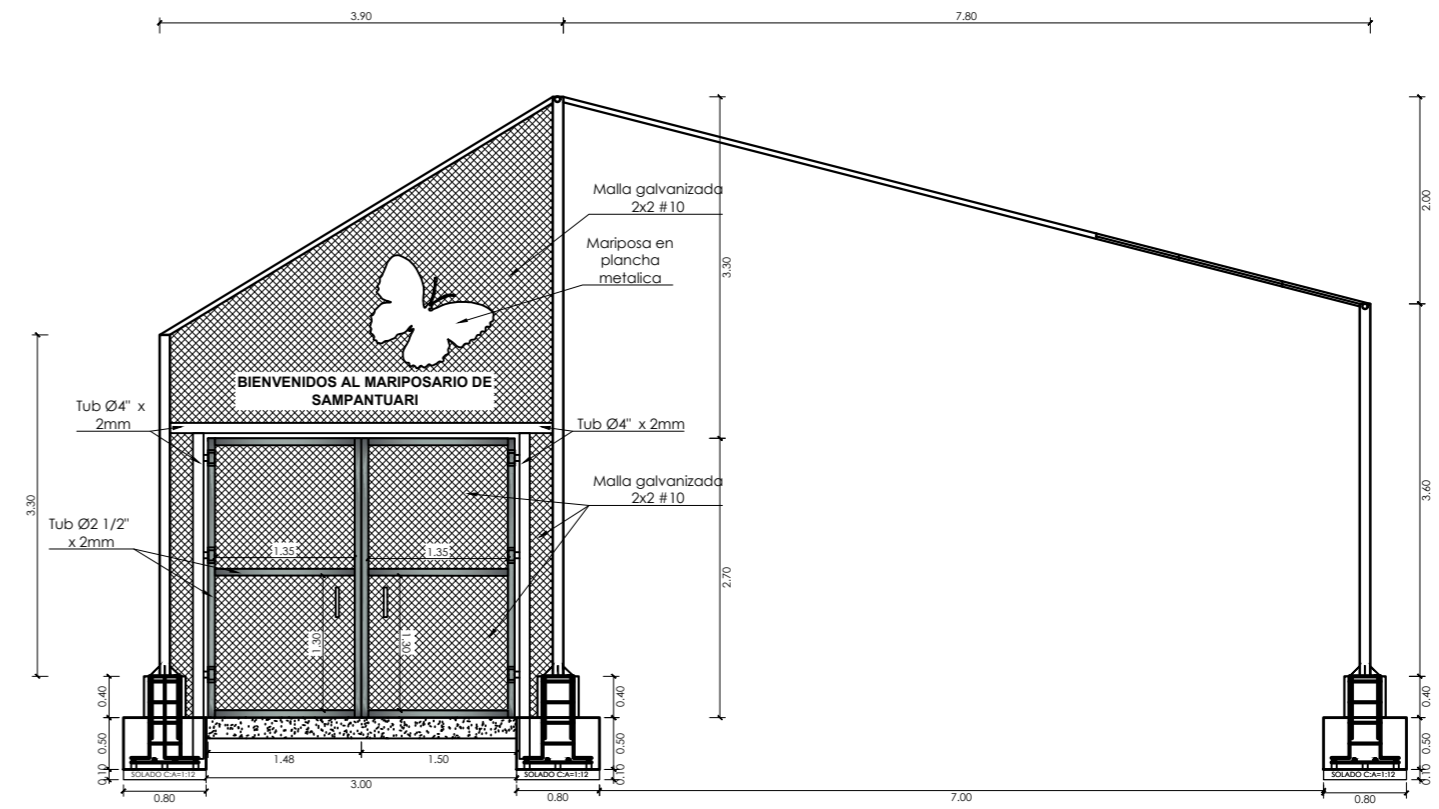 3.90
7.80
Malla galvanizada
2x2 #10
Mariposa en
plancha
metalica
3.30
2.00
BIENVENIDOS AL MARIPOSARIO DE
SAMPANTUARI
Tub Ø4" x
2mm
Tub Ø4" x 2mm
Malla galvanizada
2x2 #10
3.30
3.60
Tub Ø2 1/2"
x 2mm
1.35
1.35
2.70
1.30
1.30
0.40
0.40
0.40
0.50
0.50
0.50
1.48
1.50
0.10
SOLADO C:A=1:12
SOLADO C:A=1:12
0.10
SOLADO C:A=1:12
0.10
0.80
3.00
0.80
7.00
0.80